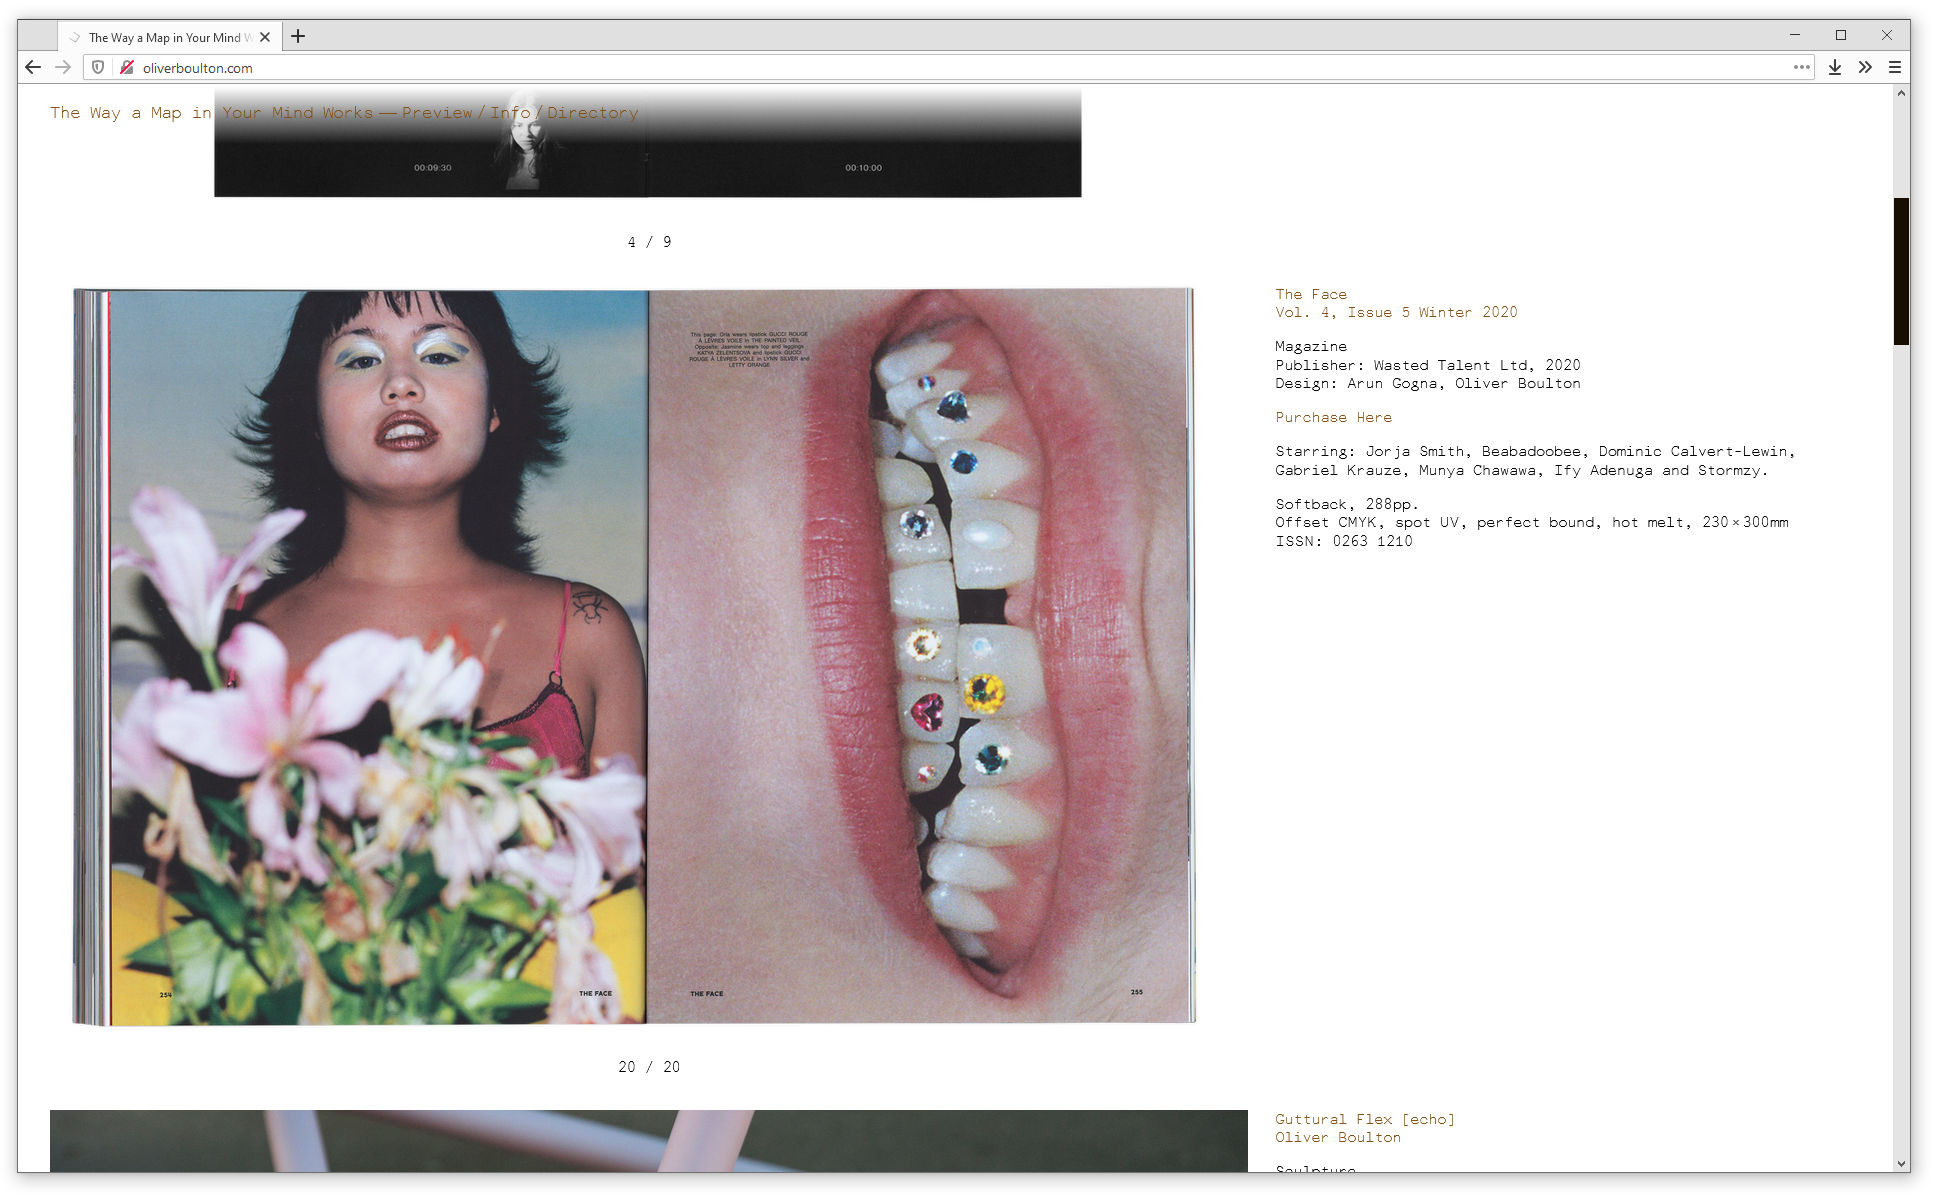 The Way a Map in Your Mind W
oliverboulton.com
The Way a Map in Your Mind Works — Preview / Info / Directory
00:09:30
00:10:00
4 / 9
This page: Orla wears lipstick GUCCI ROUGE
À LÈVRES VOILE in THE PAINTED VEIL.
Opposite: Jasmine wears top and leggings
KATYA ZELENTSOVA and lipstick GUCCI
ROUGE À LÈVRES VOILE in LYNN SILVER and
LETTY ORANGE
254
THE FACE
THE FACE
255
The Face
Vol. 4, Issue 5 Winter 2020
Magazine
Publisher: Wasted Talent Ltd, 2020
Design: Arun Gogna, Oliver Boulton
Purchase Here
Starring: Jorja Smith, Beabadoobee, Dominic Calvert-Lewin,
Gabriel Krauze, Munya Chawawa, Ify Adenuga and Stormzy.
Softback, 288pp.
Offset CMYK, spot UV, perfect bound, hot melt, 230×300mm
ISSN: 0263 1210
20 / 20
Guttural Flex [echo]
Oliver Boulton
Sculpture